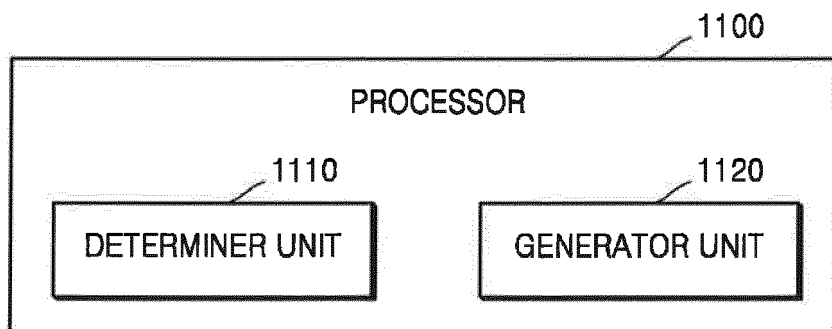 1100
PROCESSOR
1110
1120
DETERMINER UNIT
GENERATOR UNIT